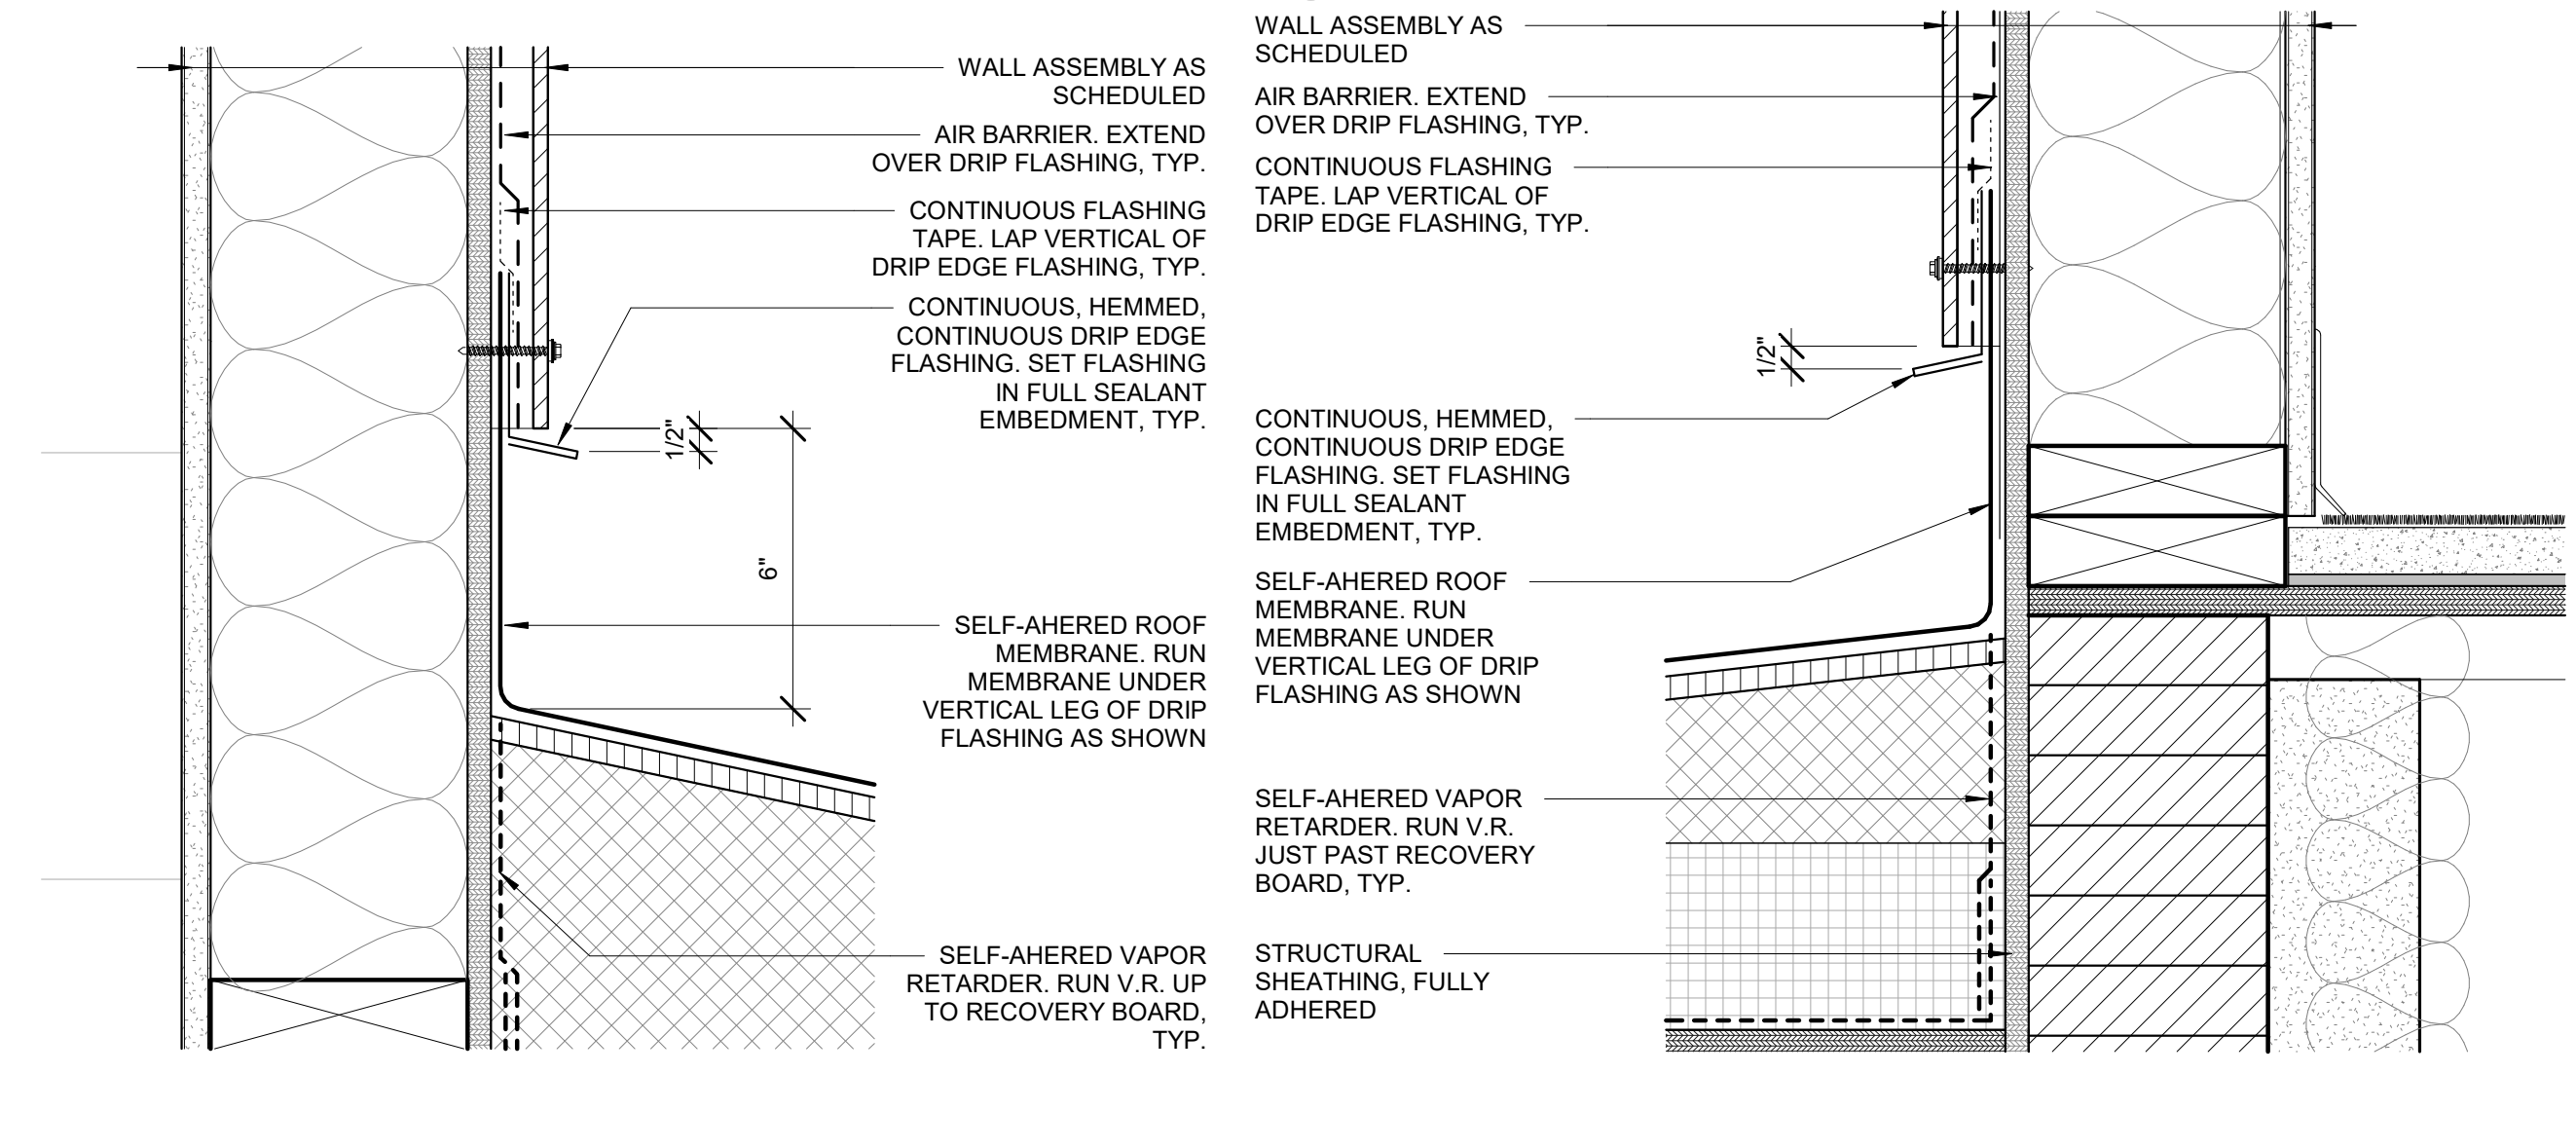 WALL ASSEMBLY AS
SCHEDULED
AIR BARRIER. EXTEND
OVER DRIP FLASHING, TYP.
CONTINUOUS FLASHING
TAPE. LAP VERTICAL OF
DRIP EDGE FLASHING, TYP.
CONTINUOUS, HEMMED,
CONTINUOUS DRIP EDGE
FLASHING. SET FLASHING
IN FULL SEALANT
EMBEDMENT, TYP.
1/2"
6"
SELF-AHERED ROOF
MEMBRANE. RUN
MEMBRANE UNDER
VERTICAL LEG OF DRIP
FLASHING AS SHOWN
SELF-AHERED VAPOR
RETARDER. RUN V.R. UP
TO RECOVERY BOARD,
TYP.
WALL ASSEMBLY AS
SCHEDULED
AIR BARRIER. EXTEND
OVER DRIP FLASHING, TYP.
CONTINUOUS FLASHING
TAPE. LAP VERTICAL OF
DRIP EDGE FLASHING, TYP.
1/2"
CONTINUOUS, HEMMED,
CONTINUOUS DRIP EDGE
FLASHING. SET FLASHING
IN FULL SEALANT
EMBEDMENT, TYP.
SELF-AHERED ROOF
MEMBRANE. RUN
MEMBRANE UNDER
VERTICAL LEG OF DRIP
FLASHING AS SHOWN
SELF-AHERED VAPOR
RETARDER. RUN V.R.
JUST PAST RECOVERY
BOARD, TYP.
STRUCTURAL
SHEATHING, FULLY
ADHERED